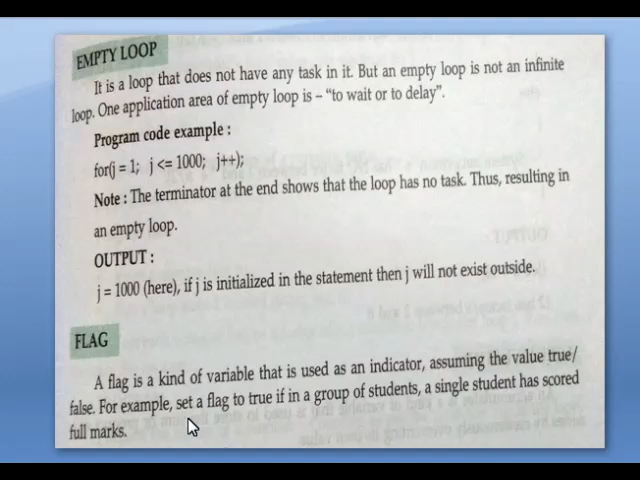 EMPTY LOOP
It is a loop that does not have any task in it. But an empty loop is not an infinite
loop. One application area of empty loop is – "to wait or to delay".
Program code example :
for(j = 1; j <= 1000; j++);
Note : The terminator at the end shows that the loop has no task. Thus, resulting in
an empty loop.
OUTPUT :
j = 1000 (here), if j is initialized in the statement then j will not exist outside.
FLAG
A flag is a kind of variable that is used as an indicator, assuming the value true/
false. For example, set a flag to true if in a group of students, a single student has scored
full marks.